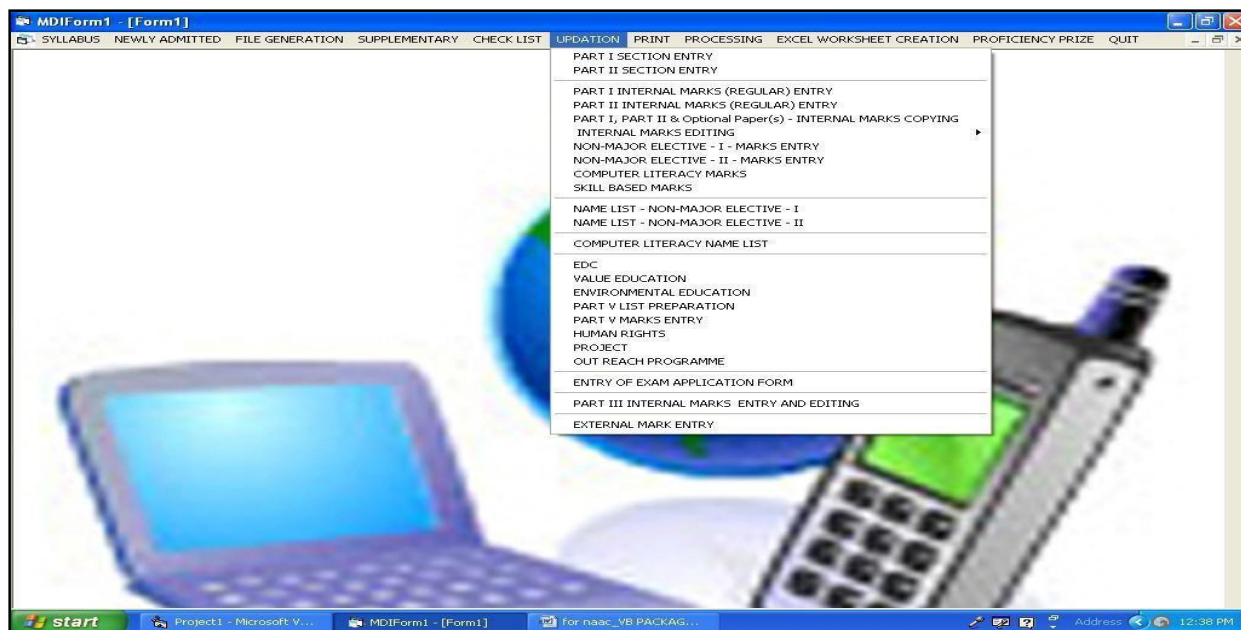 MDIForm1 - [Form1]
SYLLABUS NEWLY ADMITTED FILE GENERATION SUPPLEMENTARY CHECK LIST UPDATION PRINT PROCESSING EXCEL WORKSHEET CREATION PROFICIENCY PRIZE QUIT
PART I SECTION ENTRY
PART II SECTION ENTRY
PART I INTERNAL MARKS (REGULAR) ENTRY
PART II INTERNAL MARKS (REGULAR) ENTRY
PART I, PART II & Optional Paper(s) - INTERNAL MARKS COPYING
INTERNAL MARKS EDITING
NON-MAJOR ELECTIVE - I - MARKS ENTRY
NON-MAJOR ELECTIVE - II - MARKS ENTRY
COMPUTER LITERACY MARKS
SKILL BASED MARKS
NAME LIST - NON-MAJOR ELECTIVE - I
NAME LIST - NON-MAJOR ELECTIVE - II
COMPUTER LITERACY NAME LIST
EDC
VALUE EDUCATION
ENVIRONMENTAL EDUCATION
PART V LIST PREPARATION
PART V MARKS ENTRY
HUMAN RIGHTS
PROJECT
OUT REACH PROGRAMME
ENTRY OF EXAM APPLICATION FORM
PART III INTERNAL MARKS ENTRY AND EDITING
EXTERNAL MARK ENTRY
start Project1 - Microsoft V... MDIForm1 - [Form1] for naac_VB PACKAG... Address 12:38 PM